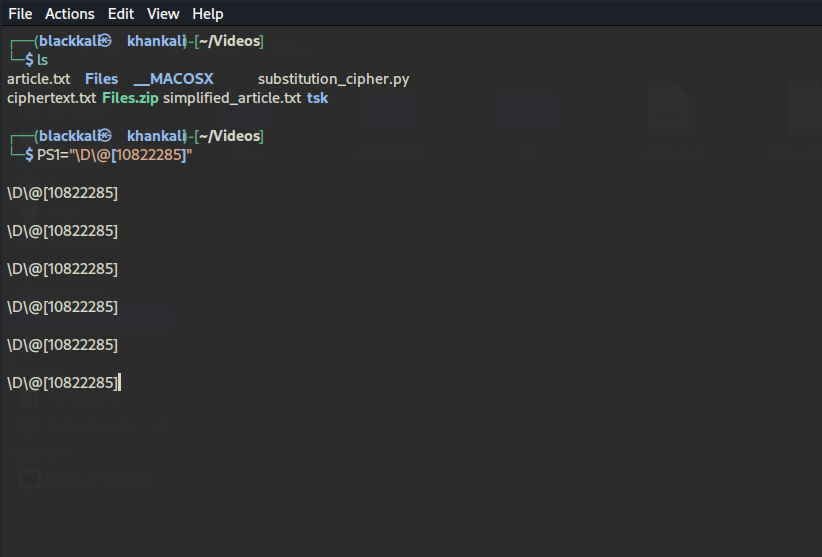 File Actions Edit View Help
┌──(blackkali㉿ khankali)-[~/Videos]
└─$ ls
article.txt Files __MACOSX substitution_cipher.py
ciphertext.txt Files.zip simplified_article.txt tsk
┌──(blackkali㉿ khankali)-[~/Videos]
└─$ PS1="\D\@[10822285]"
\D\@[10822285]
\D\@[10822285]
\D\@[10822285]
\D\@[10822285]
\D\@[10822285]
\D\@[10822285]